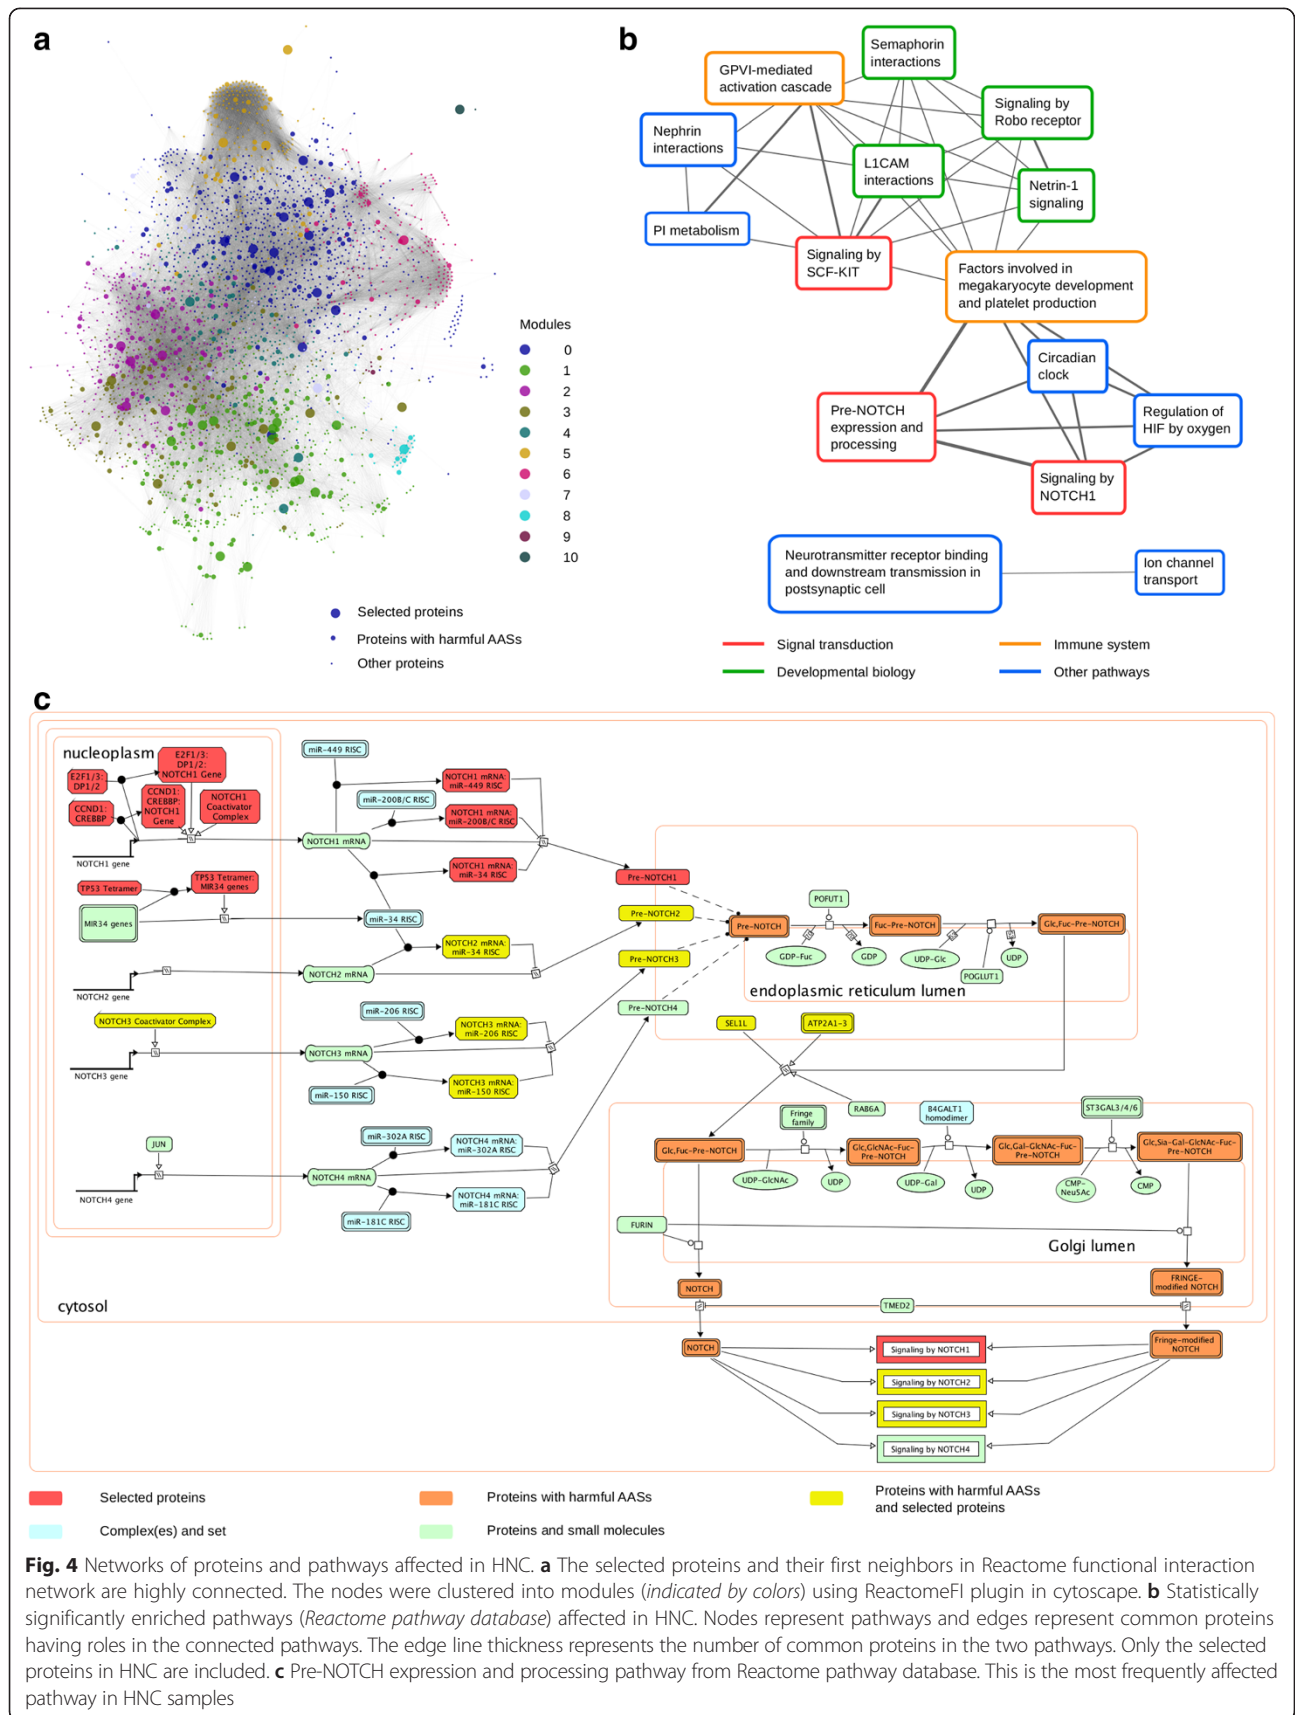 a
Modules
0
1
2
3
4
5
6
7
8
9
10
Selected proteins
Proteins with harmful AASs
Other proteins
b
Semaphorin
interactions
GPVI-mediated
activation cascade
Signaling by
Robo receptor
Nephrin
interactions
L1CAM
interactions
Netrin-1
signaling
PI metabolism
Signaling by
SCF-KIT
Factors involved in
megakaryocyte development
and platelet production
Circadian
clock
Pre-NOTCH
expression and
processing
Regulation of
HIF by oxygen
Signaling by
NOTCH1
Neurotransmitter receptor binding
and downstream transmission in
postsynaptic cell
Ion channel
transport
Signal transduction
Immune system
Developmental biology
Other pathways
c
nucleoplasm
E2F1/3:
DP1/2
E2F1/3:
DP1/2:
NOTCH1 Gene
CCND1:
CREBBP
CCND1:
CREBBP:
NOTCH1
Gene
NOTCH1
Coactivator
Complex
NOTCH1 gene
TP53 Tetramer
TP53 Tetramer:
MIR34 genes
MIR34 genes
NOTCH2 gene
NOTCH3 Coactivator Complex
NOTCH3 gene
JUN
NOTCH4 gene
miR-449 RISC
NOTCH1 mRNA:
miR-449 RISC
miR-200B/C RISC
NOTCH1 mRNA:
miR-200B/C RISC
NOTCH1 mRNA
NOTCH1 mRNA:
miR-34 RISC
miR-34 RISC
NOTCH2 mRNA:
miR-34 RISC
NOTCH2 mRNA
miR-206 RISC
NOTCH3 mRNA:
miR-206 RISC
NOTCH3 mRNA
NOTCH3 mRNA:
miR-150 RISC
miR-150 RISC
miR-302A RISC
NOTCH4 mRNA:
miR-302A RISC
NOTCH4 mRNA
NOTCH4 mRNA:
miR-181C RISC
miR-181C RISC
Pre-NOTCH1
Pre-NOTCH2
Pre-NOTCH3
Pre-NOTCH4
Pre-NOTCH
POFUT1
GDP-Fuc
GDP
Fuc-Pre-NOTCH
UDP-Glc
POGLUT1
UDP
Glc,Fuc-Pre-NOTCH
endoplasmic reticulum lumen
SEL1L
ATP2A1-3
RAB6A
Glc,Fuc-Pre-NOTCH
Fringe
family
UDP-GlcNAc
UDP
Glc,GlcNAc-Fuc-
Pre-NOTCH
B4GALT1
homodimer
UDP-Gal
UDP
Glc,Gal-GlcNAc-Fuc-
Pre-NOTCH
ST3GAL3/4/6
CMP-
Neu5Ac
CMP
Glc,Sia-Gal-GlcNAc-Fuc-
Pre-NOTCH
FURIN
Golgi lumen
NOTCH
FRINGE-
modified NOTCH
TMED2
cytosol
NOTCH
Fringe-modified
NOTCH
Signaling by NOTCH1
Signaling by NOTCH2
Signaling by NOTCH3
Signaling by NOTCH4
Selected proteins
Proteins with harmful AASs
Proteins with harmful AASs
and selected proteins
Complex(es) and set
Proteins and small molecules
Fig. 4 Networks of proteins and pathways affected in HNC. a The selected proteins and their first neighbors in Reactome functional interaction
network are highly connected. The nodes were clustered into modules (indicated by colors) using ReactomeFI plugin in cytoscape. b Statistically
significantly enriched pathways (Reactome pathway database) affected in HNC. Nodes represent pathways and edges represent common proteins
having roles in the connected pathways. The edge line thickness represents the number of common proteins in the two pathways. Only the selected
proteins in HNC are included. c Pre-NOTCH expression and processing pathway from Reactome pathway database. This is the most frequently affected
pathway in HNC samples